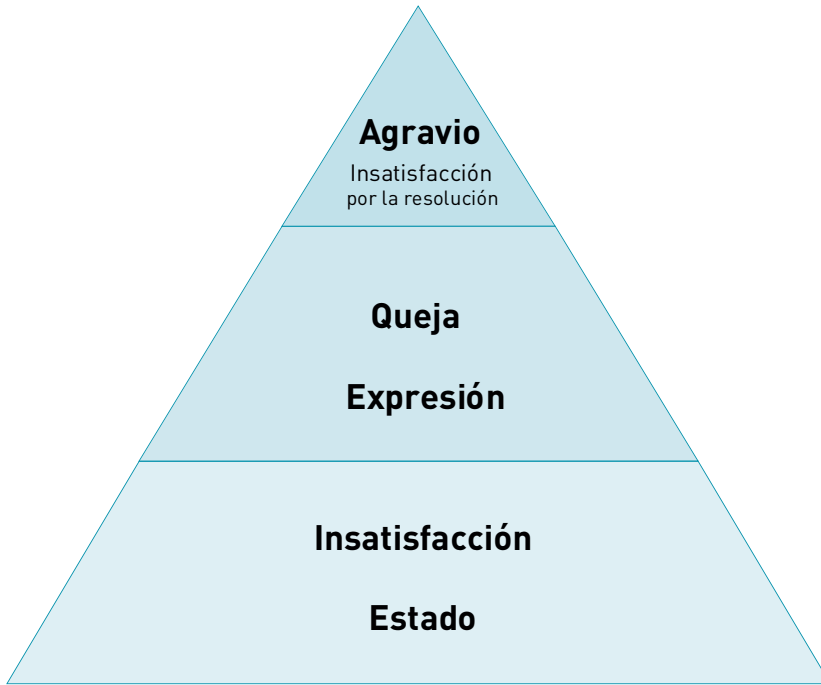 Agravio
Insatisfacción
por la resolución
Queja
Expresión
Insatisfacción
Estado